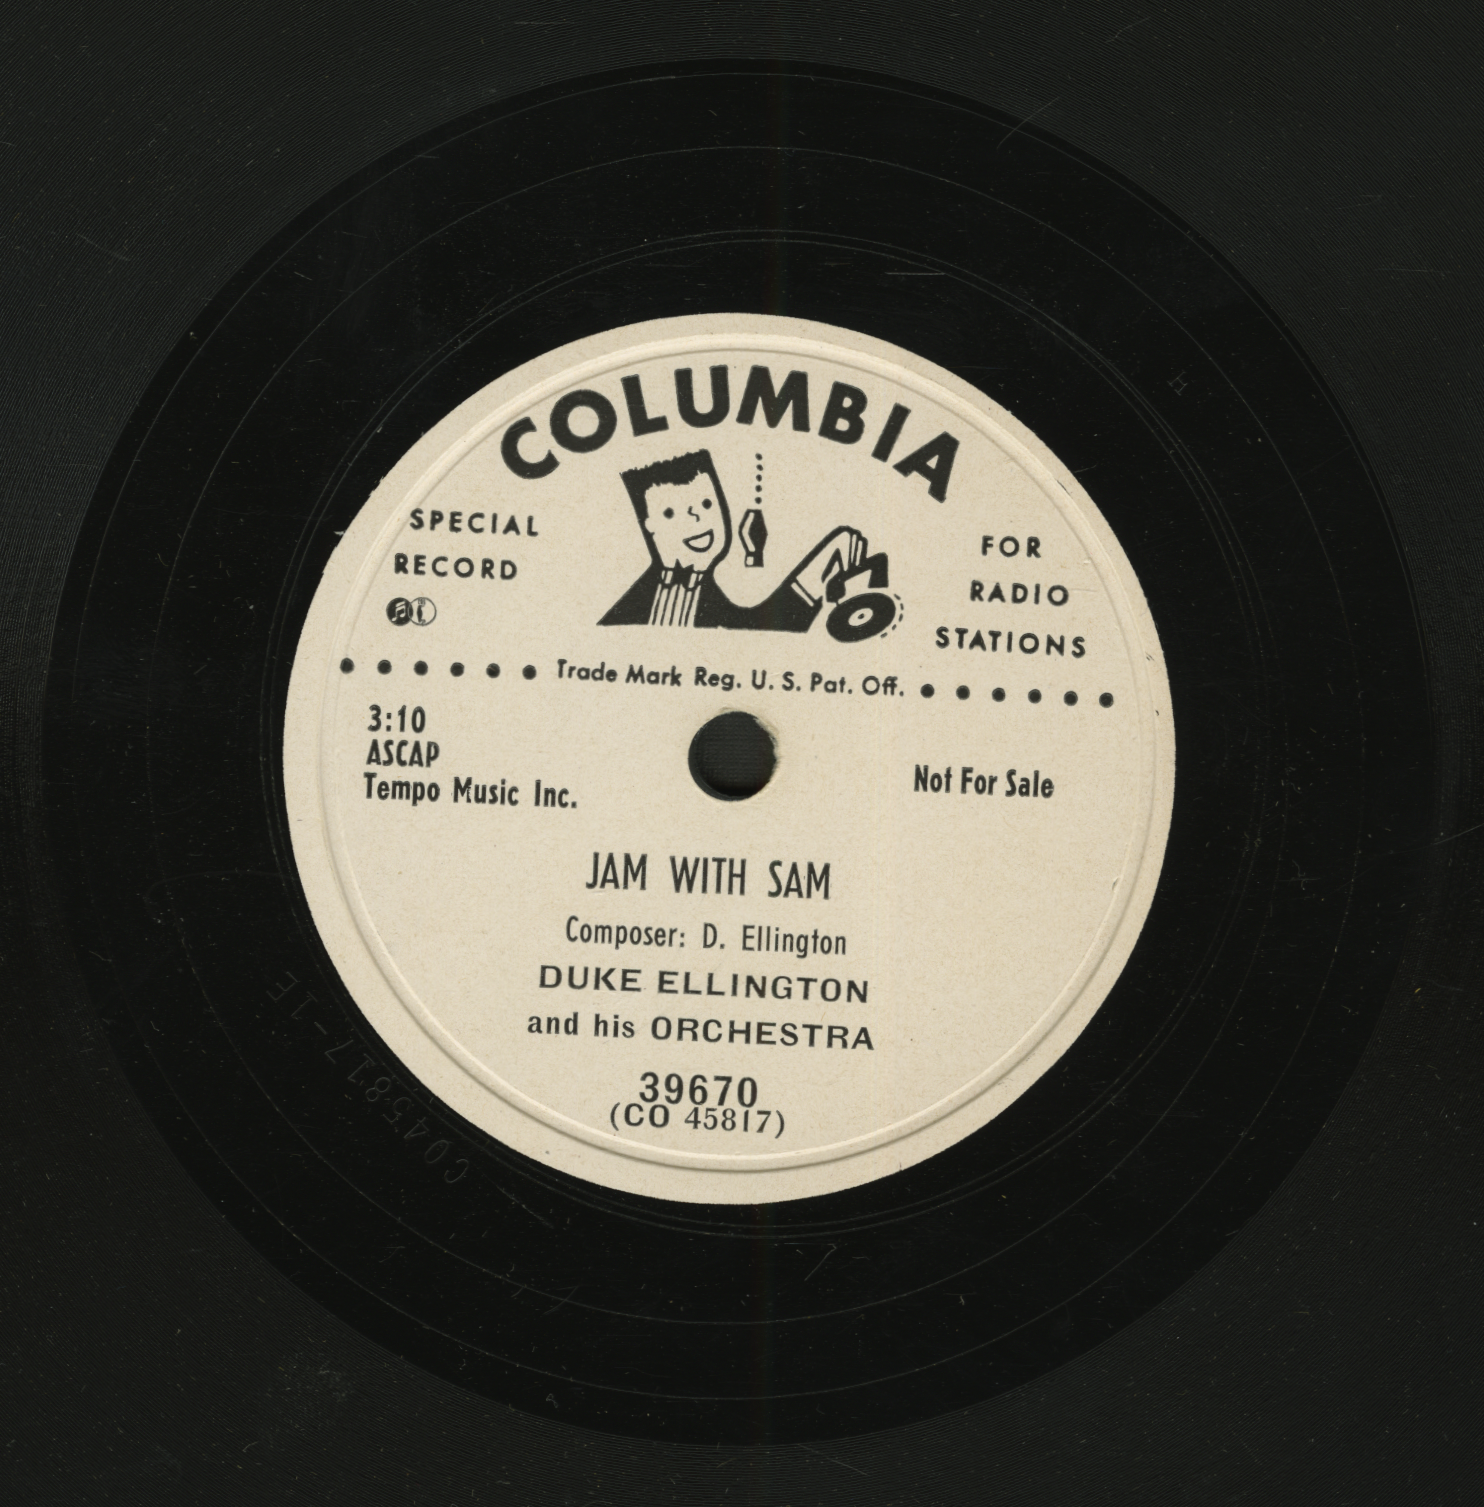 COLUMBIA
SPECIAL
RECORD
FOR
RADIO
STATIONS
Trade Mark Reg. U. S. Pat. Off.
3:10
ASCAP
Tempo Music Inc.
Not For Sale
JAM WITH SAM
Composer: D. Ellington
DUKE ELLINGTON
and his ORCHESTRA
39670
(CO 45817)
CO45817-1E
H